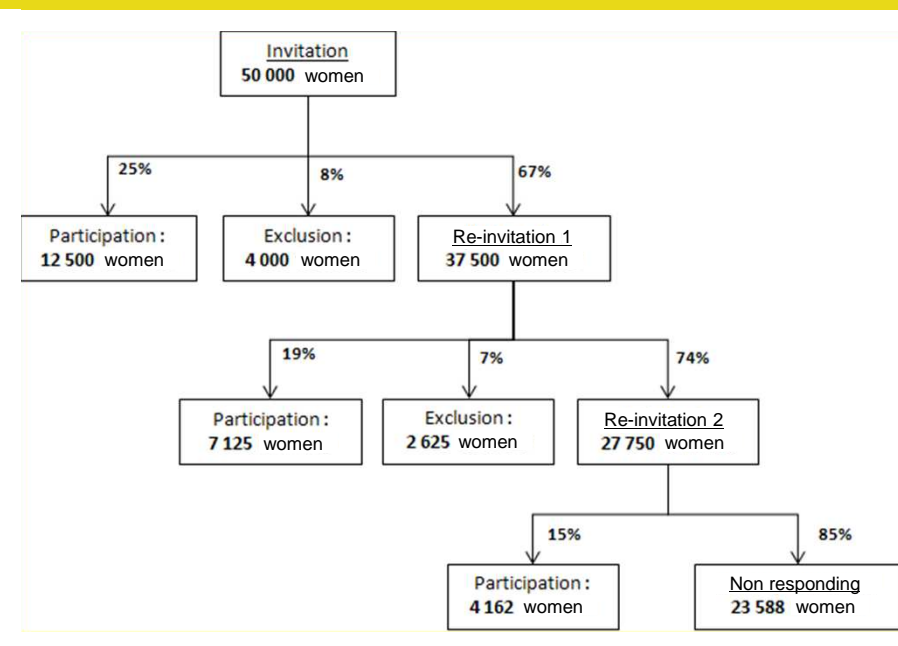 Invitation
50 000 women
25%
8%
67%
Participation :
12 500 women
Exclusion :
4 000 women
Re-invitation 1
37 500 women
19%
7%
74%
Participation :
7 125 women
Exclusion :
2 625 women
Re-invitation 2
27 750 women
15%
85%
Participation :
4 162 women
Non responding
23 588 women